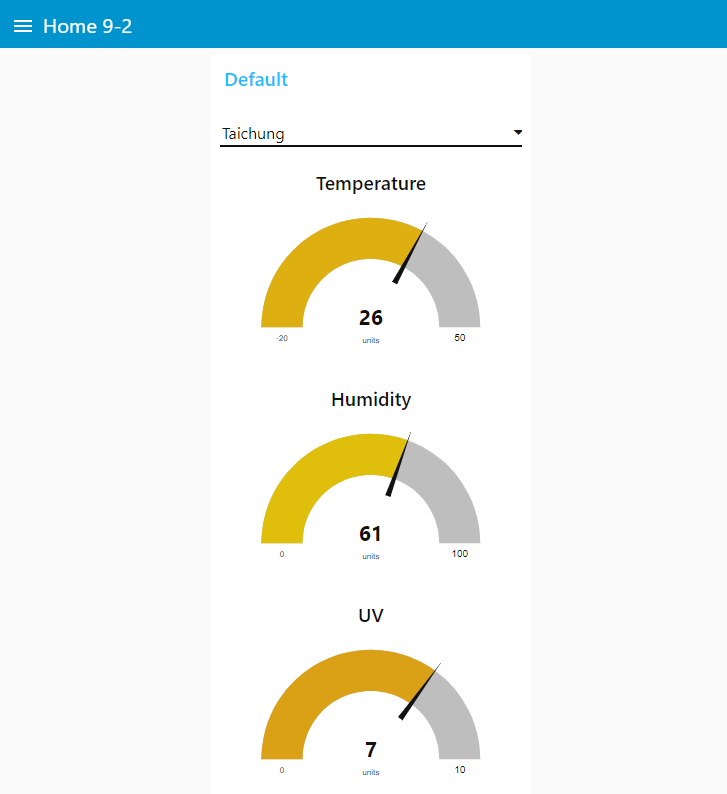 Home 9-2
Default
Taichung
Temperature
26
-20 units 50
Humidity
61
0 units 100
UV
7
0 units 10